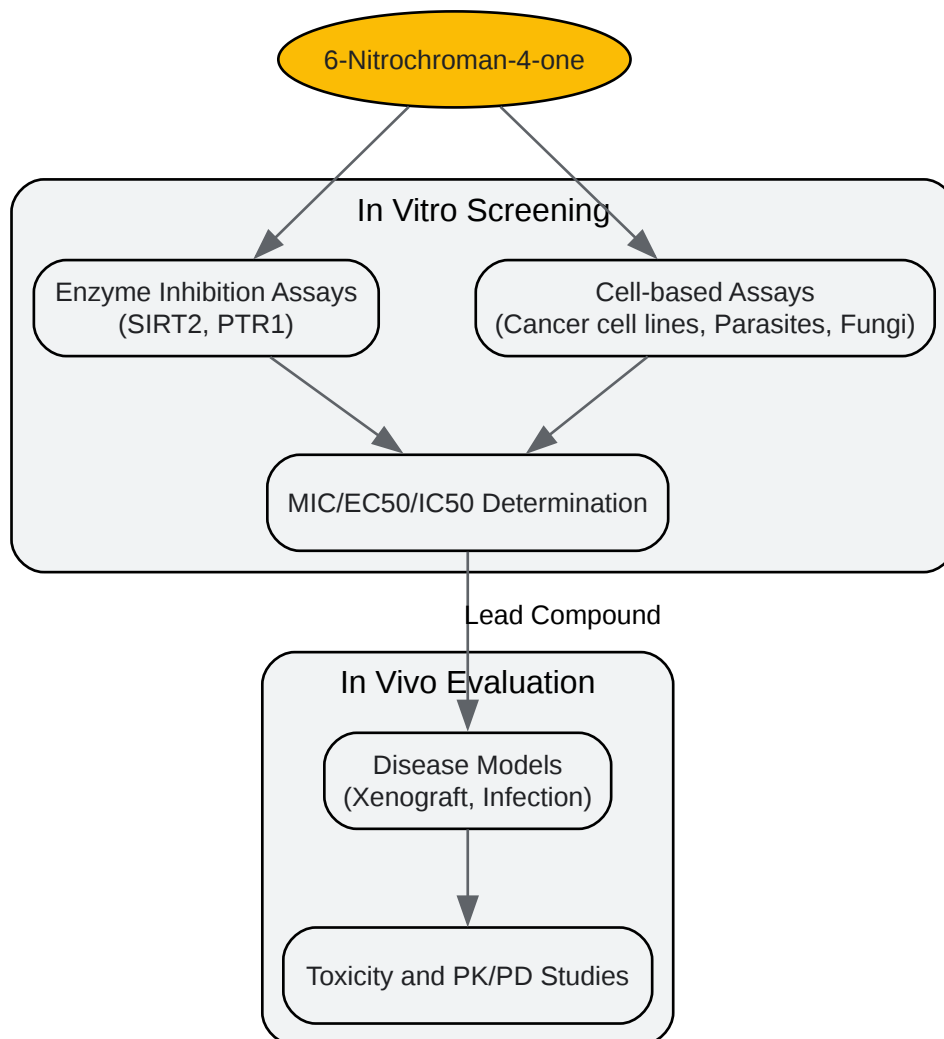 6-Nitrochroman-4-one
In Vitro Screening
Enzyme Inhibition Assays
(SIRT2, PTR1)
Cell-based Assays
(Cancer cell lines, Parasites, Fungi)
MIC/EC50/IC50 Determination
Lead Compound
In Vivo Evaluation
Disease Models
(Xenograft, Infection)
Toxicity and PK/PD Studies